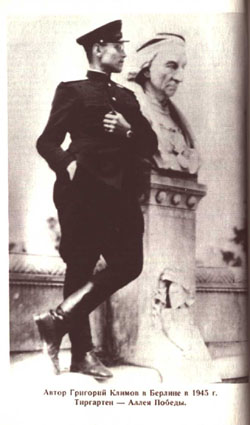 Автор Григорий Климов в Берлине в 1945 г.
Тиргартен — Аллея Победы.